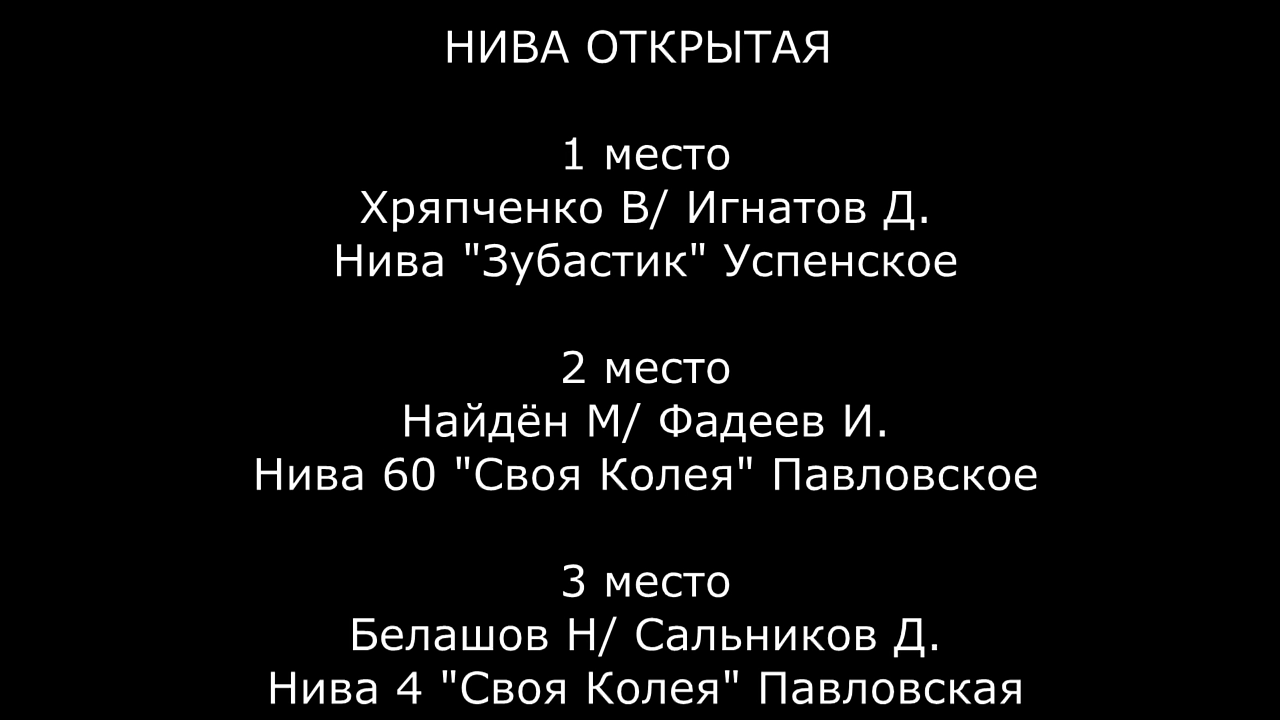 НИВА ОТКРЫТАЯ
1 место
Хряпченко В/ Игнатов Д.
Нива "Зубастик" Успенское
2 место
Найдён М/ Фадеев И.
Нива 60 "Своя Колея" Павловское
3 место
Белашов Н/ Сальников Д.
Нива 4 "Своя Колея" Павловская